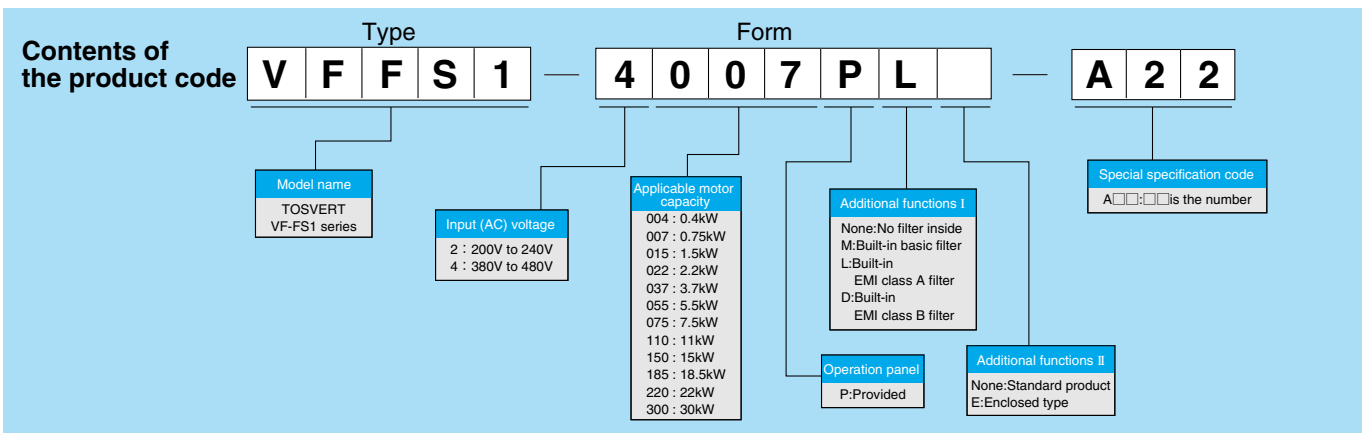 Contents of
the product code
Type
Form
V F F S 1 — 4 0 0 7 P L — A 2 2
Model name
TOSVERT
VF-FS1 series
Input (AC) voltage
2 : 200V to 240V
4 : 380V to 480V
Applicable motor
capacity
004 : 0.4kW
007 : 0.75kW
015 : 1.5kW
022 : 2.2kW
037 : 3.7kW
055 : 5.5kW
075 : 7.5kW
110 : 11kW
150 : 15kW
185 : 18.5kW
220 : 22kW
300 : 30kW
Operation panel
P:Provided
Additional functions I
None:No filter inside
M:Built-in basic filter
L:Built-in
EMI class A filter
D:Built-in
EMI class B filter
Additional functions II
None:Standard product
E:Enclosed type
Special specification code
A□□:□□is the number